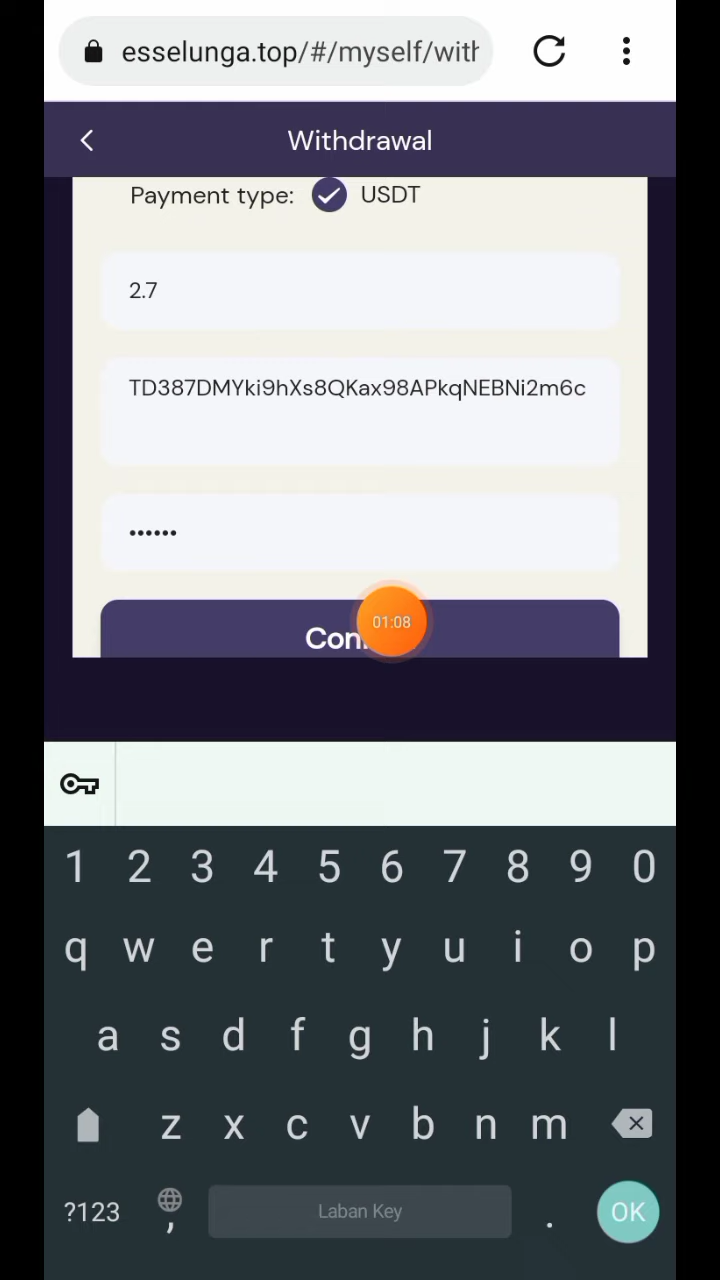 esselunga.top/#/myself/with
Withdrawal
Payment type: USDT
2.7
TD387DMYki9hXs8QKax98APkqNEBNi2m6c
••••••
01:08
1 2 3 4 5 6 7 8 9 0
q w e r t y u i o p
a s d f g h j k l
z x c v b n m
?123 , Laban Key . OK